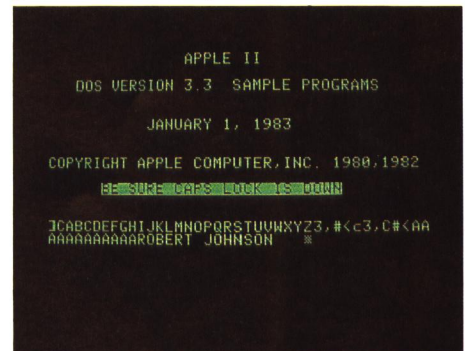 APPLE II
DOS VERSION 3.3 SAMPLE PROGRAMS
JANUARY 1, 1983
COPYRIGHT APPLE COMPUTER,INC. 1980,1982
BE SURE CAPS LOCK IS DOWN
]CABCDEFGHIJKLMNOPQRSTUVWXYZ3,#<c3,C#<AA
AAAAAAAAAAROBERT JOHNSON